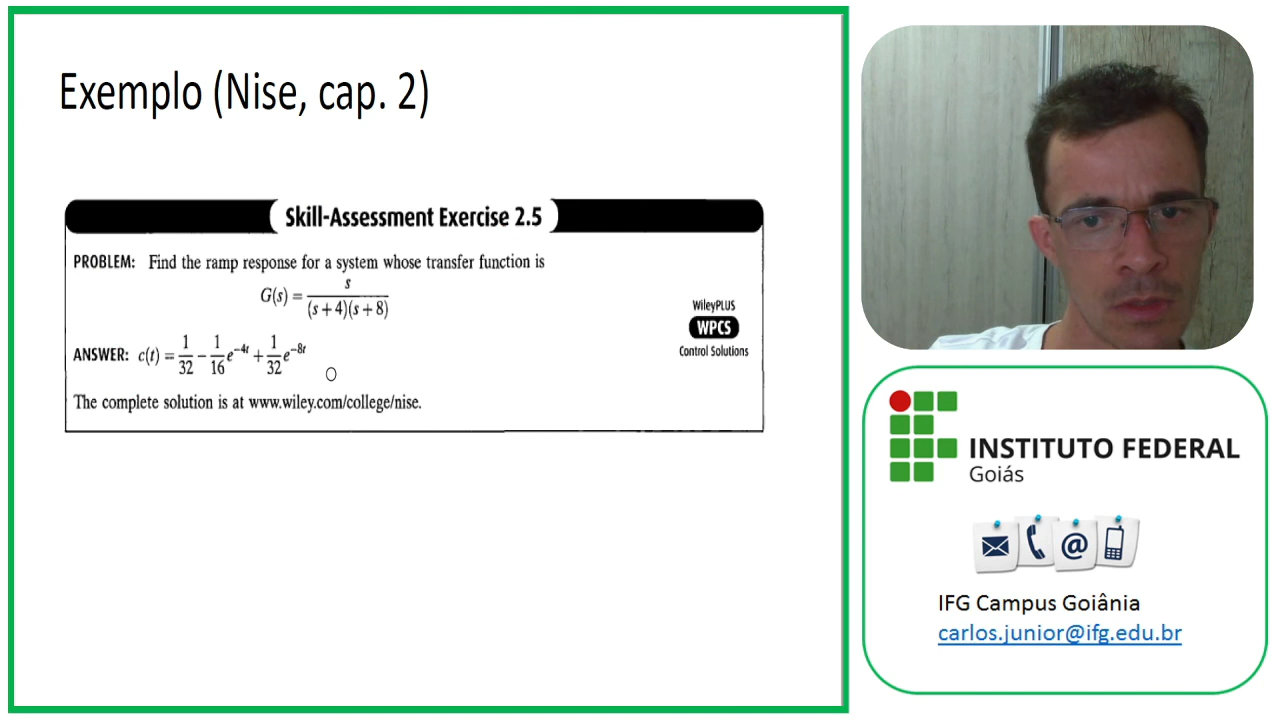 Exemplo (Nise, cap. 2)
Skill-Assessment Exercise 2.5
PROBLEM: Find the ramp response for a system whose transfer function is
G(s) = s / (s + 4)(s + 8)
ANSWER: c(t) = 1/32 − 1/16 e^−4t + 1/32 e^−8t
The complete solution is at www.wiley.com/college/nise.
WileyPLUS
WPCS
Control Solutions
INSTITUTO FEDERAL
Goiás
@
IFG Campus Goiânia
carlos.junior@ifg.edu.br